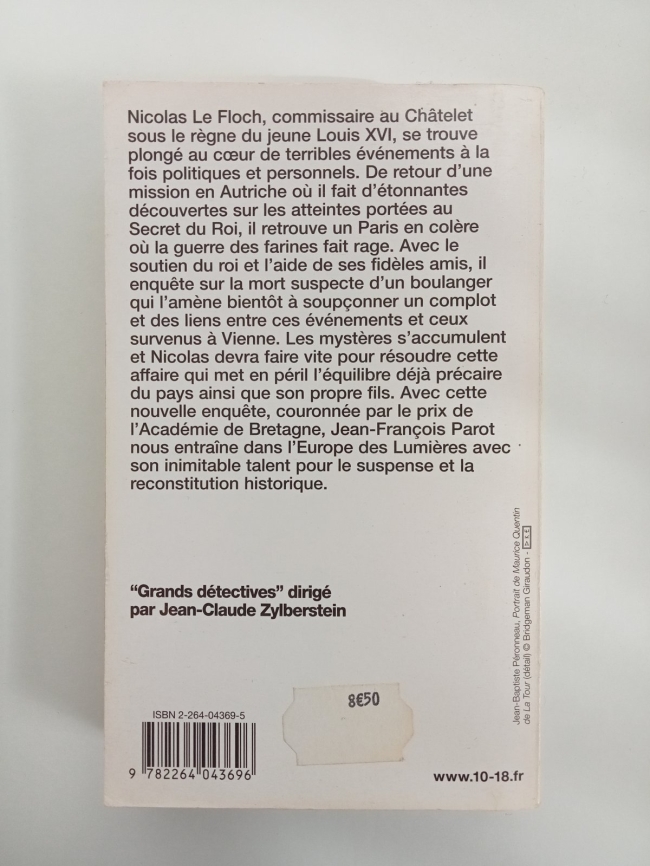 Nicolas Le Floch, commissaire au Châtelet
sous le règne du jeune Louis XVI, se trouve
plongé au cœur de terribles événements à la
fois politiques et personnels. De retour d’une
mission en Autriche où il fait d’étonnantes
découvertes sur les atteintes portées au
Secret du Roi, il retrouve un Paris en colère
où la guerre des farines fait rage. Avec le
soutien du roi et l’aide de ses fidèles amis, il
enquête sur la mort suspecte d’un boulanger
qui l’amène bientôt à soupçonner un complot
et des liens entre ces événements et ceux
survenus à Vienne. Les mystères s’accumulent
et Nicolas devra faire vite pour résoudre cette
affaire qui met en péril l’équilibre déjà précaire
du pays ainsi que son propre fils. Avec cette
nouvelle enquête, couronnée par le prix de
l’Académie de Bretagne, Jean-François Parot
nous entraîne dans l’Europe des Lumières avec
son inimitable talent pour le suspense et la
reconstitution historique.
“Grands détectives” dirigé
par Jean-Claude Zylberstein
Jean-Baptiste Péronneau, Portrait de Maurice Quentin
de La Tour (détail) © Bridgeman Giraudon -
8€50
ISBN 2-264-04369-5
9 782264 043696
www.10-18.fr